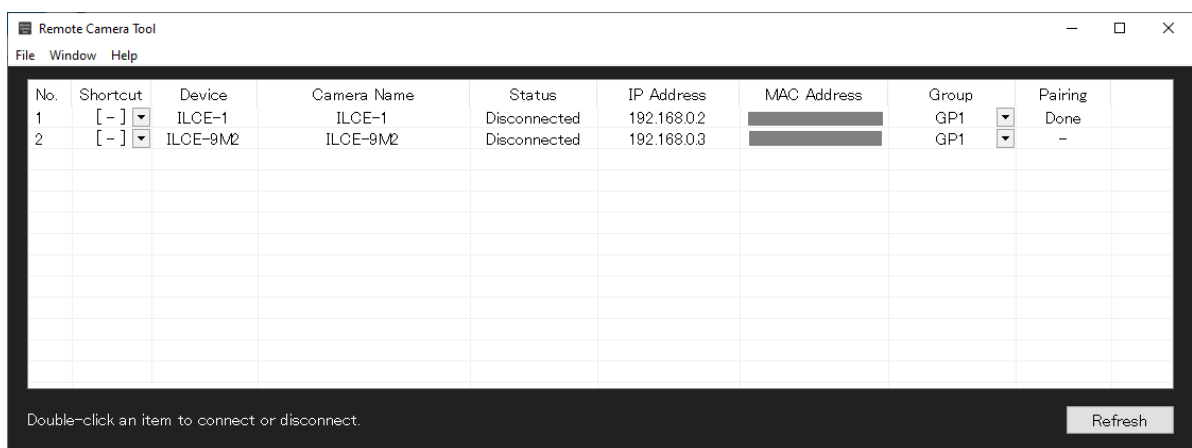 Remote Camera Tool
File Window Help
No. Shortcut Device Camera Name Status IP Address MAC Address Group Pairing
1 [-] ILCE-1 ILCE-1 Disconnected 192.168.0.2 GP1 Done
2 [-] ILCE-9M2 ILCE-9M2 Disconnected 192.168.0.3 GP1 -
Double-click an item to connect or disconnect.
Refresh